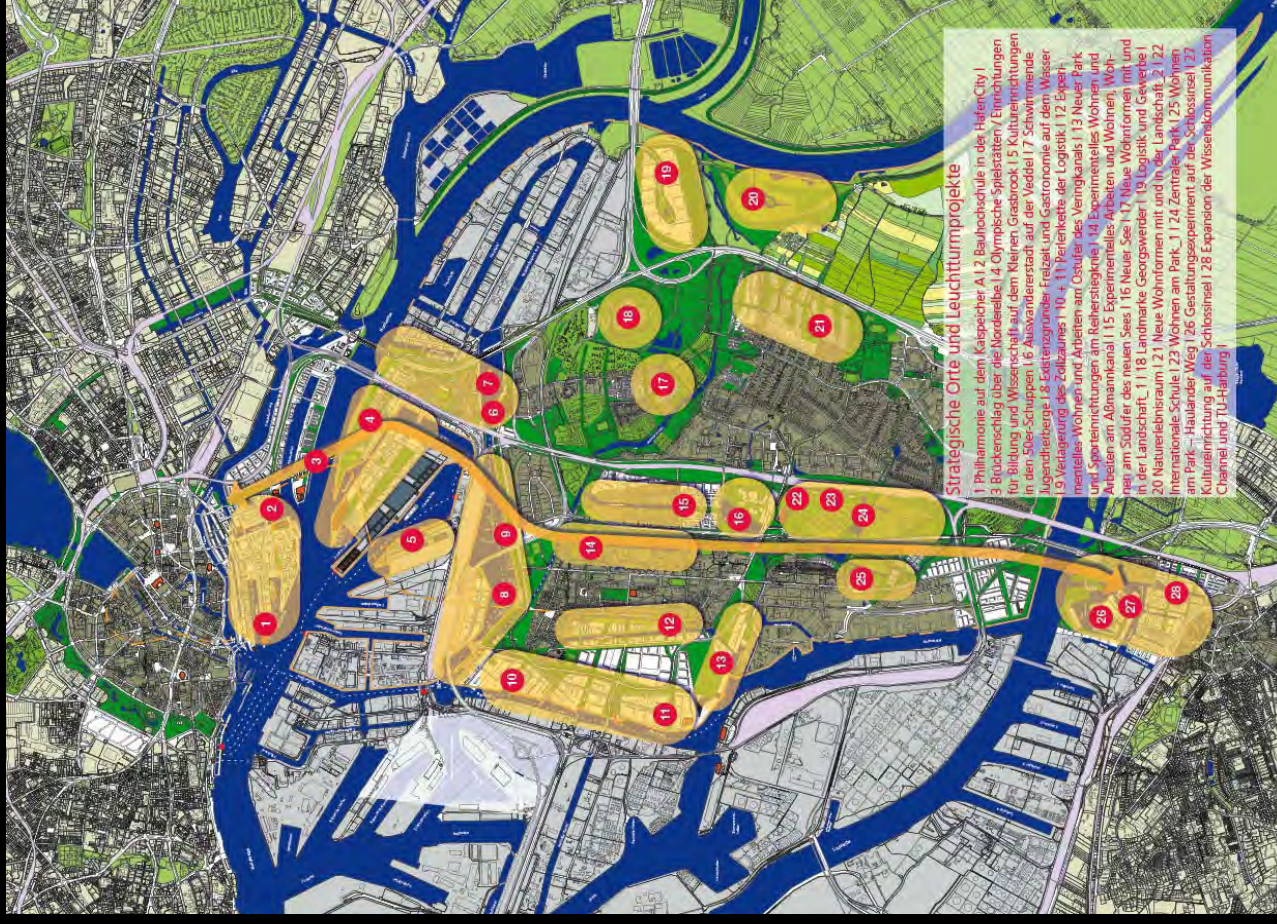 Strategische Orte und Leuchtturmprojekte
1 Philharmonie auf dem Kaispeicher A I 2 Bauhochschule in der HafenCity I
3 Brückenschlag über die Norderelbe I 4 Olympische Spielstätten / Einrichtungen
für Bildung und Wissenschaft auf dem Kleinen Grasbrook I 5 Kultureinrichtungen
in den 50er-Schuppen I 6 Auswandererstadt auf der Veddel I 7 Schwimmende
Jugendherberge I 8 Existenzgründer, Freizeit und Gastronomie auf dem Wasser
I 9 Verlagerung des Zollzaunes I 10 + 11 Perlenkette der Logistik I 12 Experi-
mentelles Wohnen und Arbeiten am Ostufer des Veringkanals I 13 Neuer Park
und Sporteinrichtungen am Reiherstiegknie I 14 Experimentelles Wohnen und
Arbeiten am Aßmannkanal I 15 Experimentelles Arbeiten und Wohnen, Woh-
nen am Südufer des neuen Sees I 16 Neuer See I 17 Neue Wohnformen mit und
in der Landschaft_1 I 18 Landmarke Georgswerder I 19 Logistik und Gewerbe I
20 Naturerlebnisraum I 21 Neue Wohnformen mit und in der Landschaft_2 I 22
Internationale Schule I 23 Wohnen am Park_1 I 24 Zentraler Park I 25 Wohnen
am Park – Haulander Weg I 26 Gestaltungsexperiment auf der Schlossinsel I 27
Kultureinrichtung auf der Schlossinsel I 28 Expansion der Wissenskommunikation
Channel und TU-Harburg I
1
2
3
4
5
6
7
8
9
10
11
12
13
14
15
16
17
18
19
20
21
22
23
24
25
26
27
28